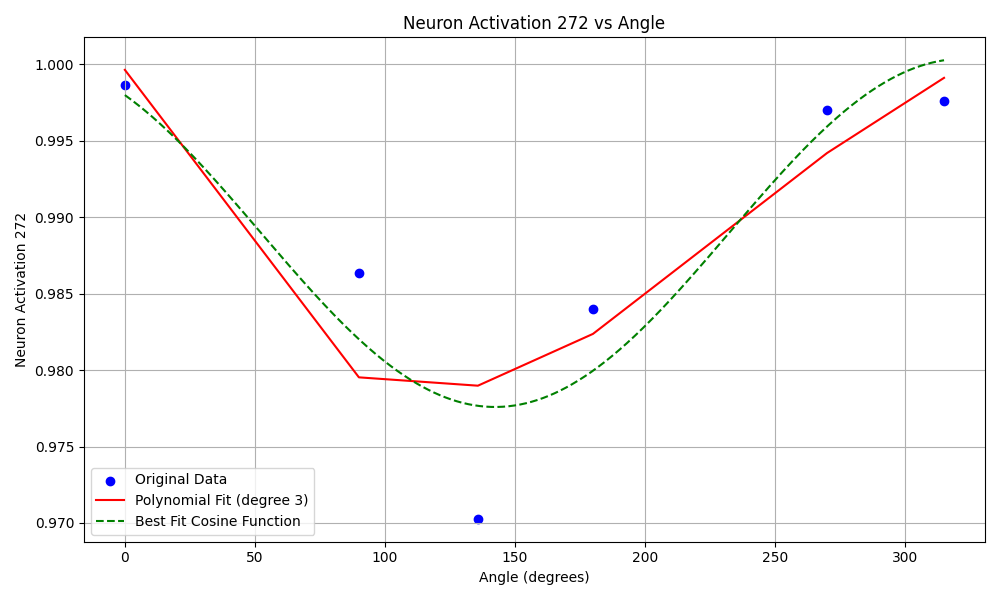 Neuron Activation 272 vs Angle
1.000
0.995
0.990
0.985
0.980
0.975
0.970
Neuron Activation 272
Original Data
Polynomial Fit (degree 3)
Best Fit Cosine Function
0 50 100 150 200 250 300
Angle (degrees)